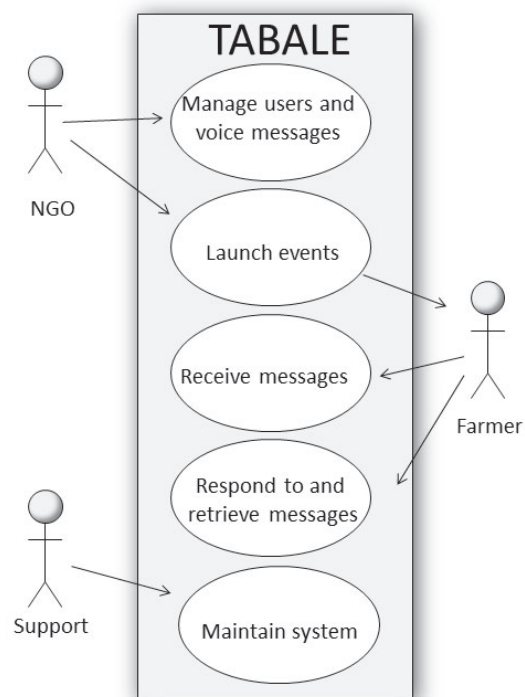 TABALE
Manage users and
voice messages
NGO
Launch events
Receive messages
Farmer
Respond to and
retrieve messages
Support
Maintain system